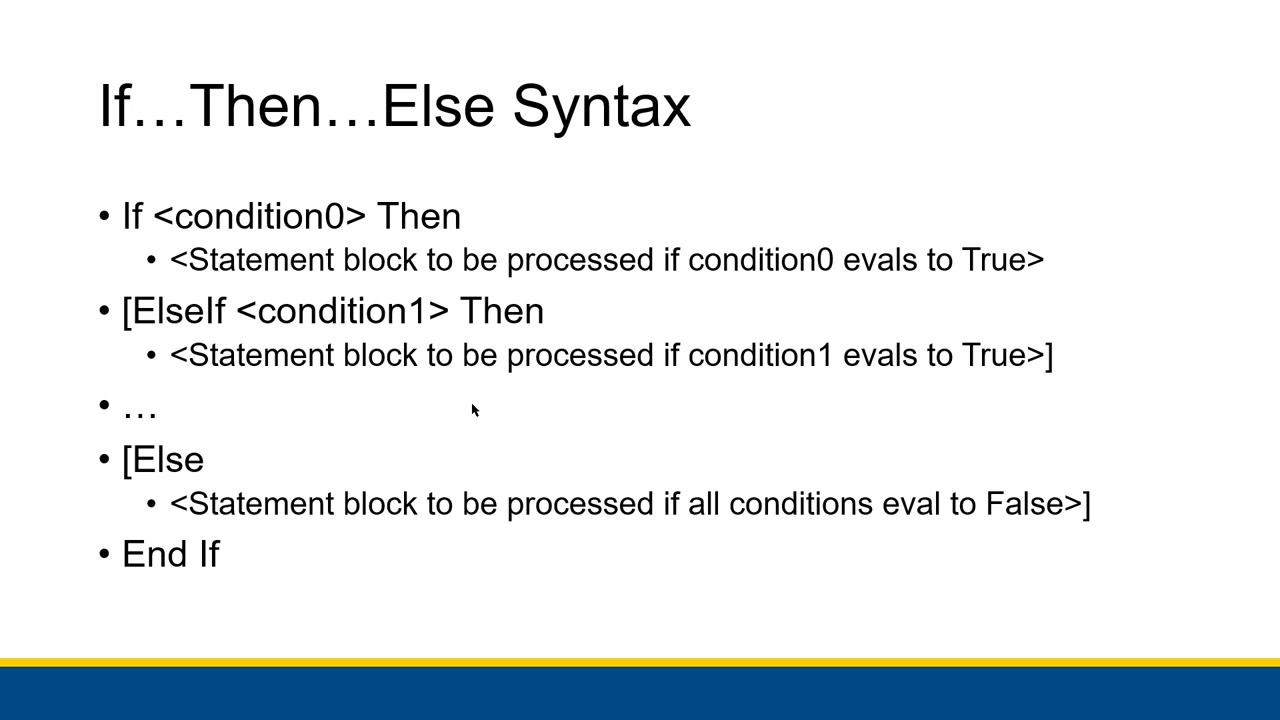 If…Then…Else Syntax
• If <condition0> Then
• <Statement block to be processed if condition0 evals to True>
• [ElseIf <condition1> Then
• <Statement block to be processed if condition1 evals to True>]
• …
• [Else
• <Statement block to be processed if all conditions eval to False>]
• End If